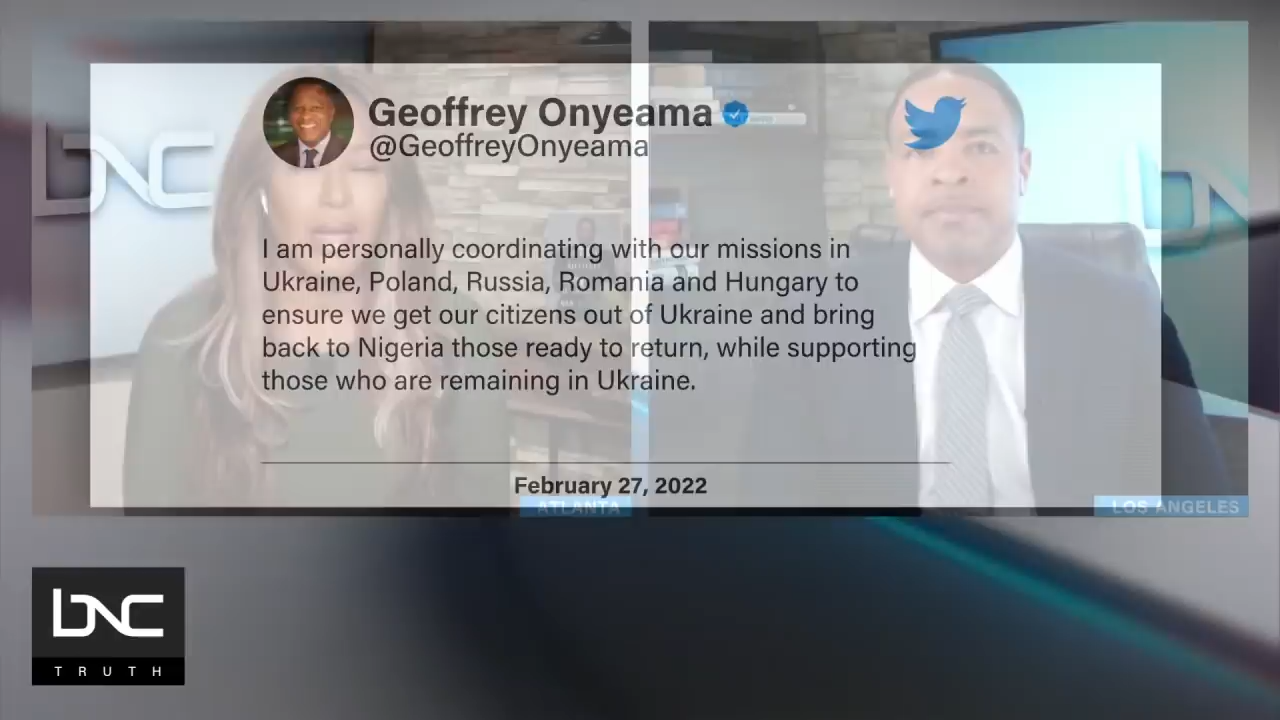 Geoffrey Onyeama
@GeoffreyOnyeama
I am personally coordinating with our missions in
Ukraine, Poland, Russia, Romania and Hungary to
ensure we get our citizens out of Ukraine and bring
back to Nigeria those ready to return, while supporting
those who are remaining in Ukraine.
February 27, 2022
ATLANTA
LOS ANGELES
BNC
BNC
TRUTH